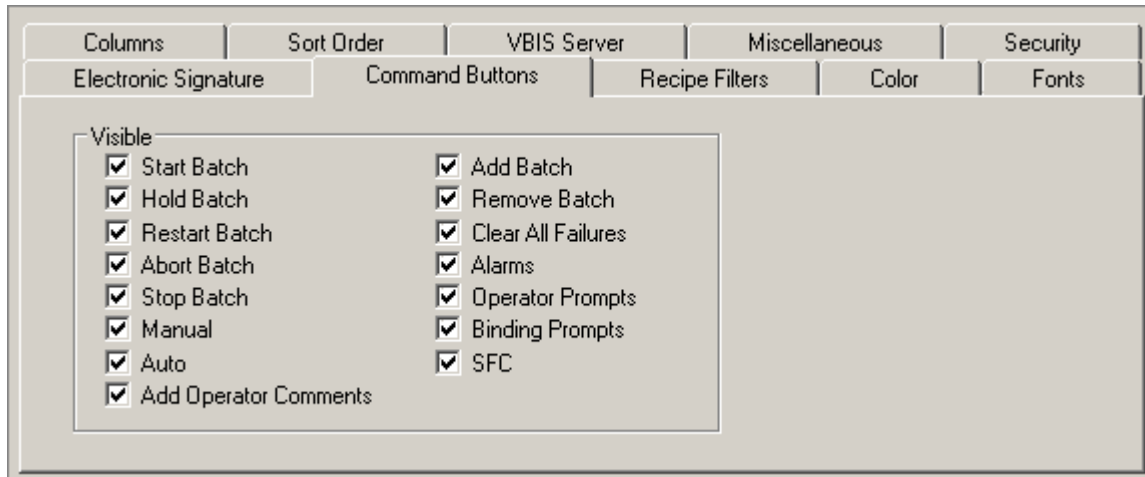 Columns Sort Order VBIS Server Miscellaneous Security
Electronic Signature Command Buttons Recipe Filters Color Fonts
Visible
Start Batch Add Batch
Hold Batch Remove Batch
Restart Batch Clear All Failures
Abort Batch Alarms
Stop Batch Operator Prompts
Manual Binding Prompts
Auto SFC
Add Operator Comments